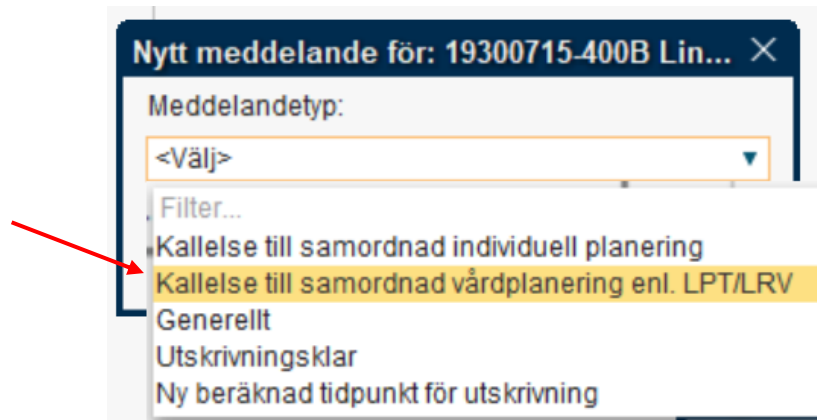 Nytt meddelande för: 19300715-400B Lin...
Meddelandetyp:
<Välj>
Filter...
Kallelse till samordnad individuell planering
Kallelse till samordnad vårdplanering enl. LPT/LRV
Generellt
Utskrivningsklar
Ny beräknad tidpunkt för utskrivning